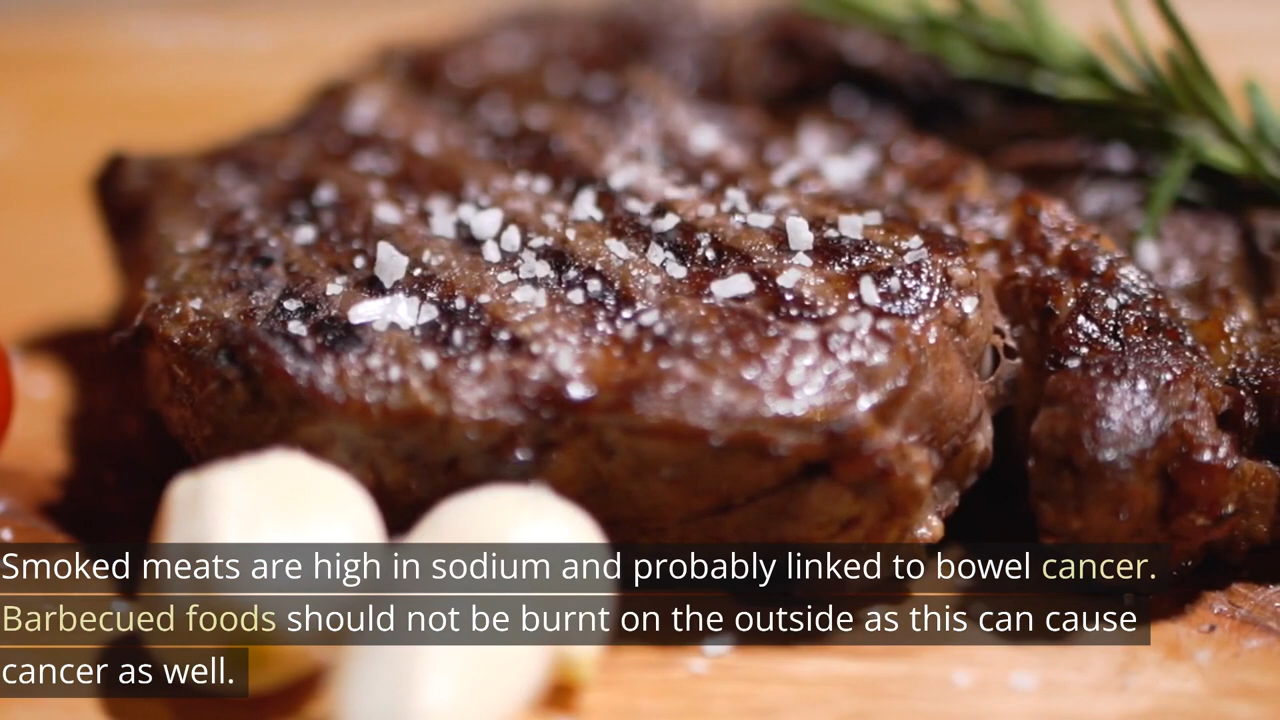 Smoked meats are high in sodium and probably linked to bowel cancer.
Barbecued foods should not be burnt on the outside as this can cause
cancer as well.